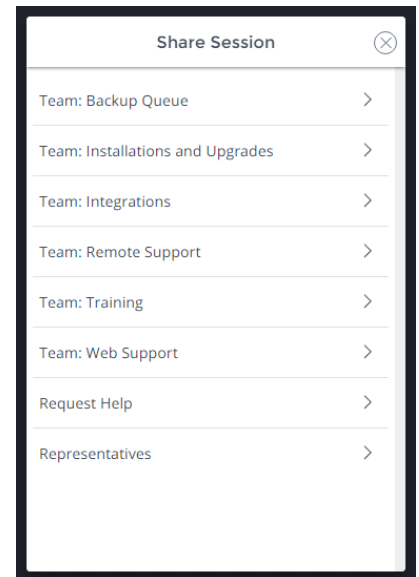 Share Session
Team: Backup Queue
Team: Installations and Upgrades
Team: Integrations
Team: Remote Support
Team: Training
Team: Web Support
Request Help
Representatives